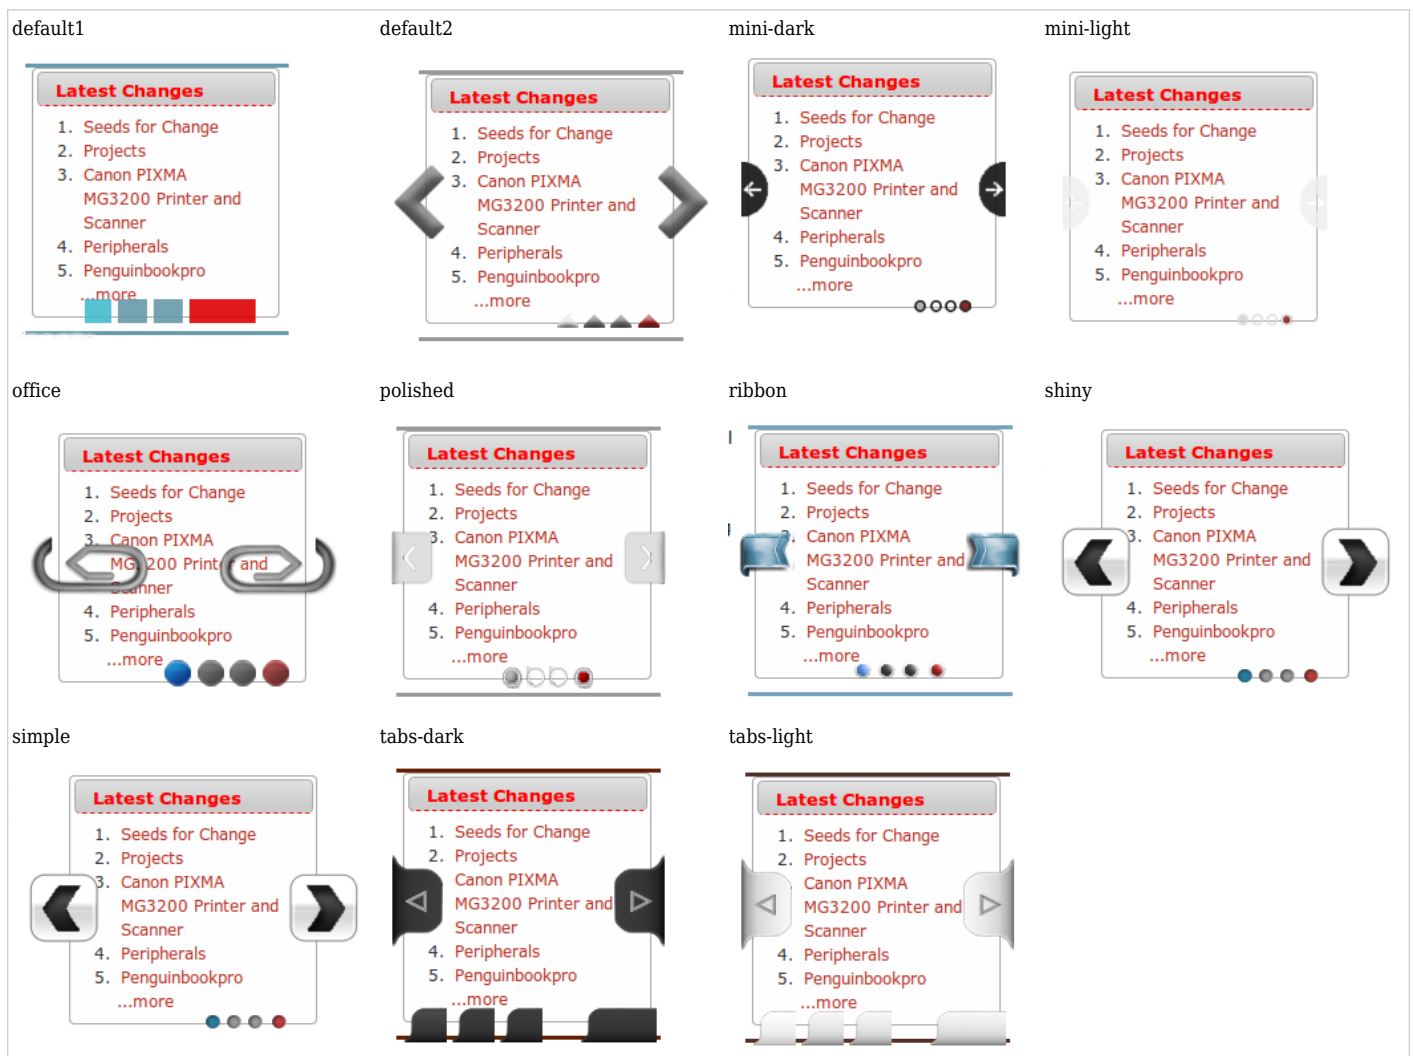 default1
Latest Changes
1. Seeds for Change
2. Projects
3. Canon PIXMA
MG3200 Printer and
Scanner
4. Peripherals
5. Penguinbookpro
...more
default2
Latest Changes
1. Seeds for Change
2. Projects
3. Canon PIXMA
MG3200 Printer and
Scanner
4. Peripherals
5. Penguinbookpro
...more
mini-dark
Latest Changes
1. Seeds for Change
2. Projects
3. Canon PIXMA
MG3200 Printer and
Scanner
4. Peripherals
5. Penguinbookpro
...more
mini-light
Latest Changes
1. Seeds for Change
2. Projects
3. Canon PIXMA
MG3200 Printer and
Scanner
4. Peripherals
5. Penguinbookpro
...more
office
Latest Changes
1. Seeds for Change
2. Projects
3. Canon PIXMA
MG3200 Printer and
Scanner
4. Peripherals
5. Penguinbookpro
...more
polished
Latest Changes
1. Seeds for Change
2. Projects
3. Canon PIXMA
MG3200 Printer and
Scanner
4. Peripherals
5. Penguinbookpro
...more
ribbon
Latest Changes
1. Seeds for Change
2. Projects
3. Canon PIXMA
MG3200 Printer and
Scanner
4. Peripherals
5. Penguinbookpro
...more
shiny
Latest Changes
1. Seeds for Change
2. Projects
3. Canon PIXMA
MG3200 Printer and
Scanner
4. Peripherals
5. Penguinbookpro
...more
simple
Latest Changes
1. Seeds for Change
2. Projects
3. Canon PIXMA
MG3200 Printer and
Scanner
4. Peripherals
5. Penguinbookpro
...more
tabs-dark
Latest Changes
1. Seeds for Change
2. Projects
Canon PIXMA
MG3200 Printer and
Scanner
4. Peripherals
5. Penguinbookpro
...more
tabs-light
Latest Changes
1. Seeds for Change
2. Projects
Canon PIXMA
MG3200 Printer and
Scanner
4. Peripherals
5. Penguinbookpro
...more